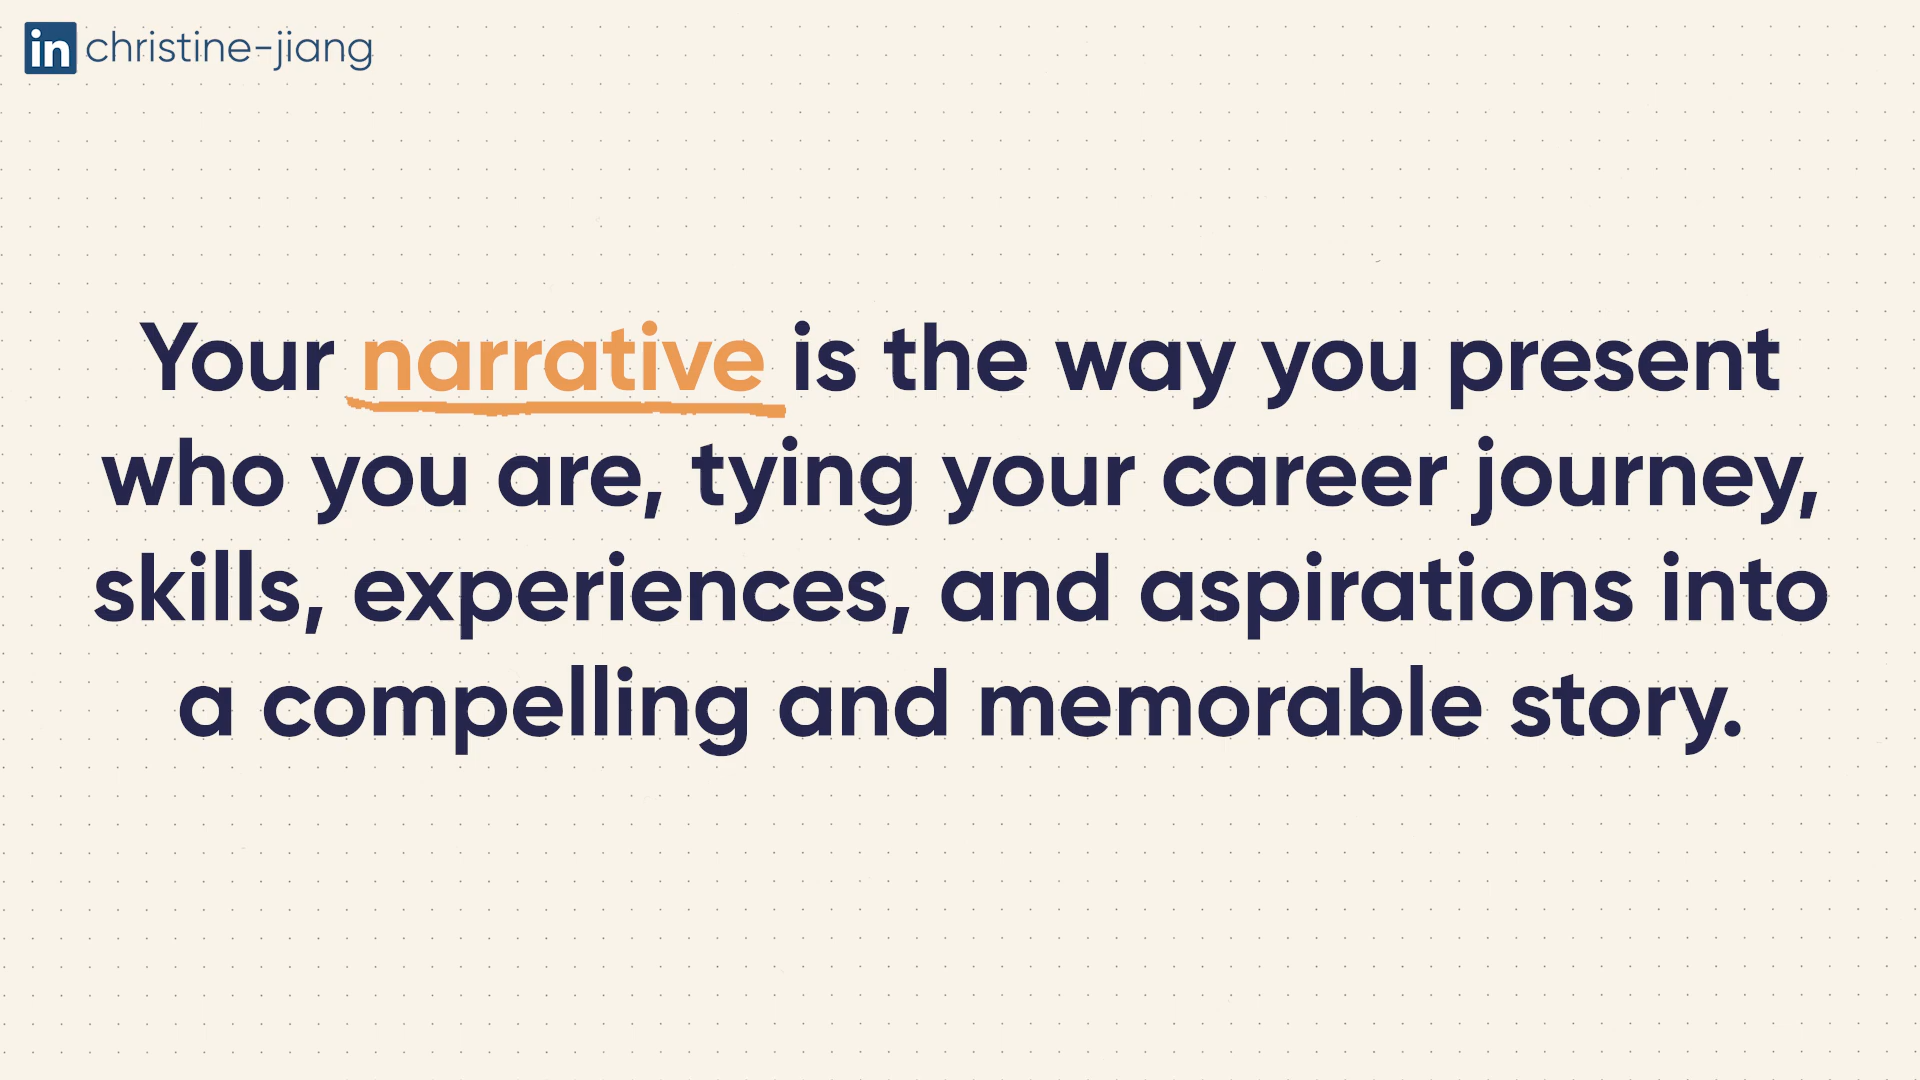 in christine-jiang
Your narrative is the way you present
who you are, tying your career journey,
skills, experiences, and aspirations into
a compelling and memorable story.